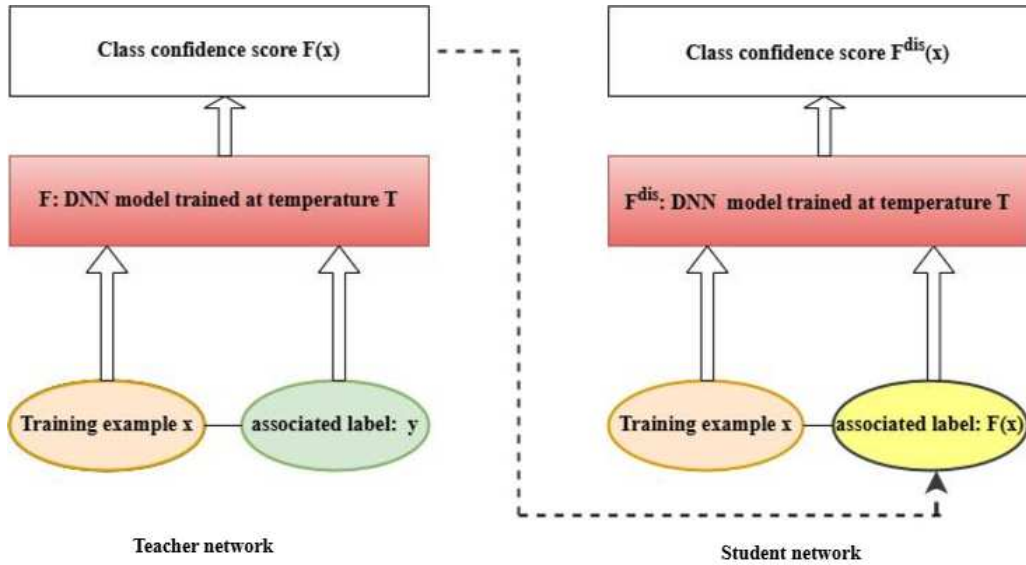 Class confidence score F(x)
F: DNN model trained at temperature T
Training example x
associated label: y
Teacher network
Class confidence score F^dis(x)
F^dis: DNN model trained at temperature T
Training example x
associated label: F(x)
Student network